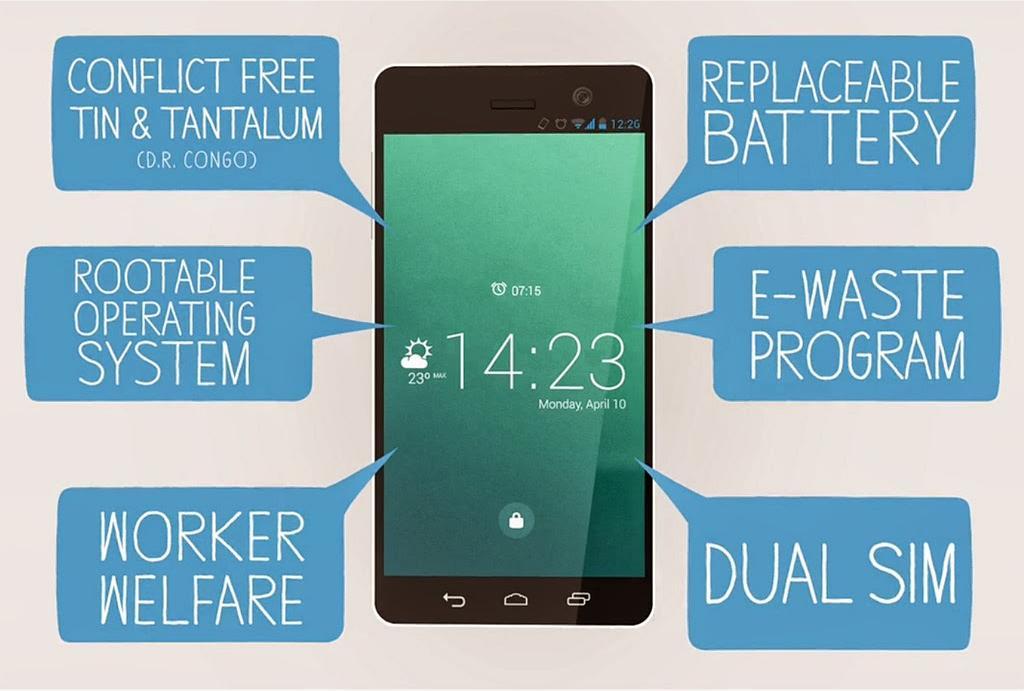 CONFLICT FREE
TIN & TANTALUM
(D.R. CONGO)
REPLACEABLE
BATTERY
12:26
ROOTABLE
OPERATING
SYSTEM
E-WASTE
PROGRAM
07:15
14:23
23° MAX
Monday, April 10
WORKER
WELFARE
DUAL SIM